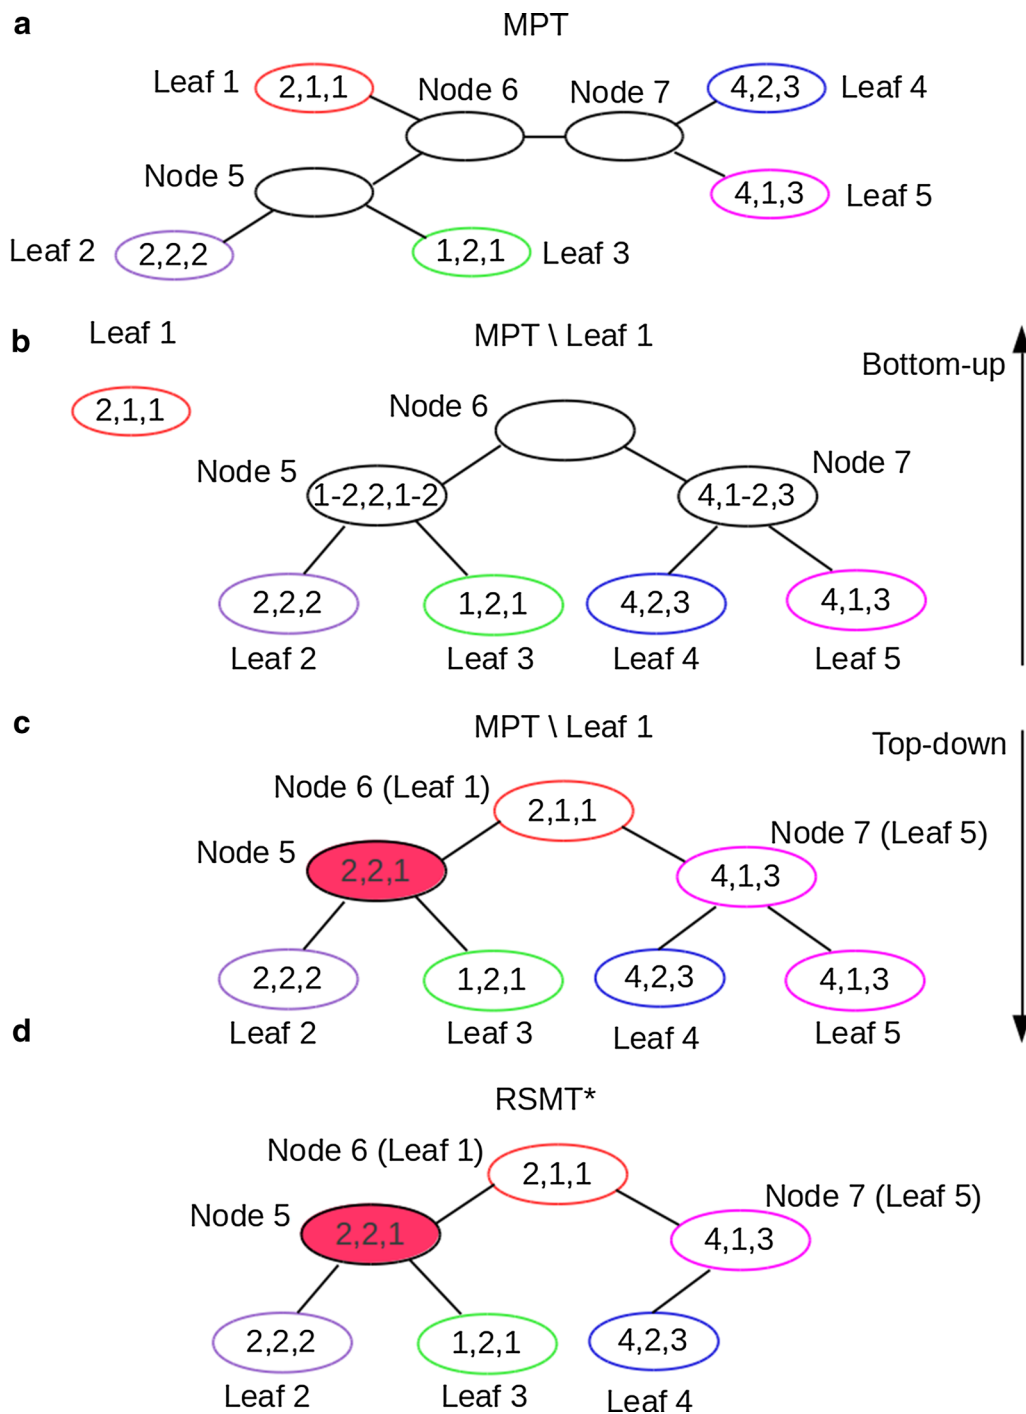 a
MPT
Leaf 1
2,1,1
Node 6
Node 7
4,2,3
Leaf 4
Node 5
4,1,3
Leaf 5
Leaf 2
2,2,2
1,2,1
Leaf 3
b
Leaf 1
MPT \ Leaf 1
Bottom-up
2,1,1
Node 6
Node 5
Node 7
1-2,2,1-2
4,1-2,3
2,2,2
1,2,1
4,2,3
4,1,3
Leaf 2
Leaf 3
Leaf 4
Leaf 5
c
MPT \ Leaf 1
Top-down
Node 6 (Leaf 1)
2,1,1
Node 5
Node 7 (Leaf 5)
2,2,1
4,1,3
2,2,2
1,2,1
4,2,3
4,1,3
Leaf 2
Leaf 3
Leaf 4
Leaf 5
d
RSMT*
Node 6 (Leaf 1)
2,1,1
Node 5
Node 7 (Leaf 5)
2,2,1
4,1,3
2,2,2
1,2,1
4,2,3
Leaf 2
Leaf 3
Leaf 4